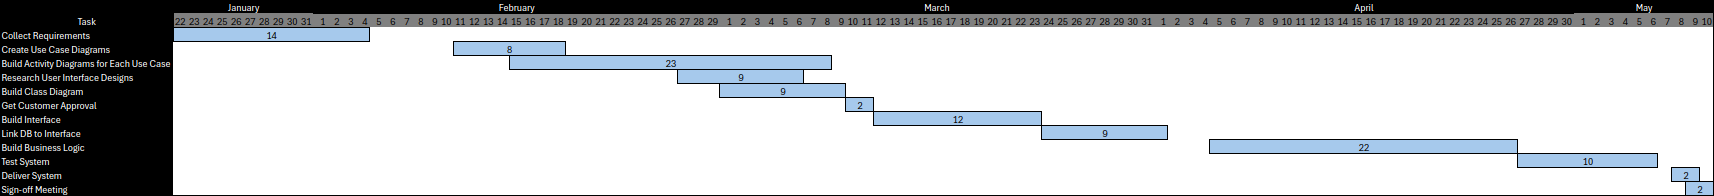 January February March April May
Task 22 23 24 25 26 27 28 29 30 31 1 2 3 4 5 6 7 8 9 10 11 12 13 14 15 16 17 18 19 20 21 22 23 24 25 26 27 28 29 1 2 3 4 5 6 7 8 9 10 11 12 13 14 15 16 17 18 19 20 21 22 23 24 25 26 27 28 29 30 31 1 2 3 4 5 6 7 8 9 10 11 12 13 14 15 16 17 18 19 20 21 22 23 24 25 26 27 28 29 30 1 2 3 4 5 6 7 8 9 10
Collect Requirements 14
Create Use Case Diagrams 8
Build Activity Diagrams for Each Use Case 23
Research User Interface Designs 9
Build Class Diagram 9
Get Customer Approval 2
Build Interface 12
Link DB to Interface 9
Build Business Logic 22
Test System 10
Deliver System 2
Sign-off Meeting 2